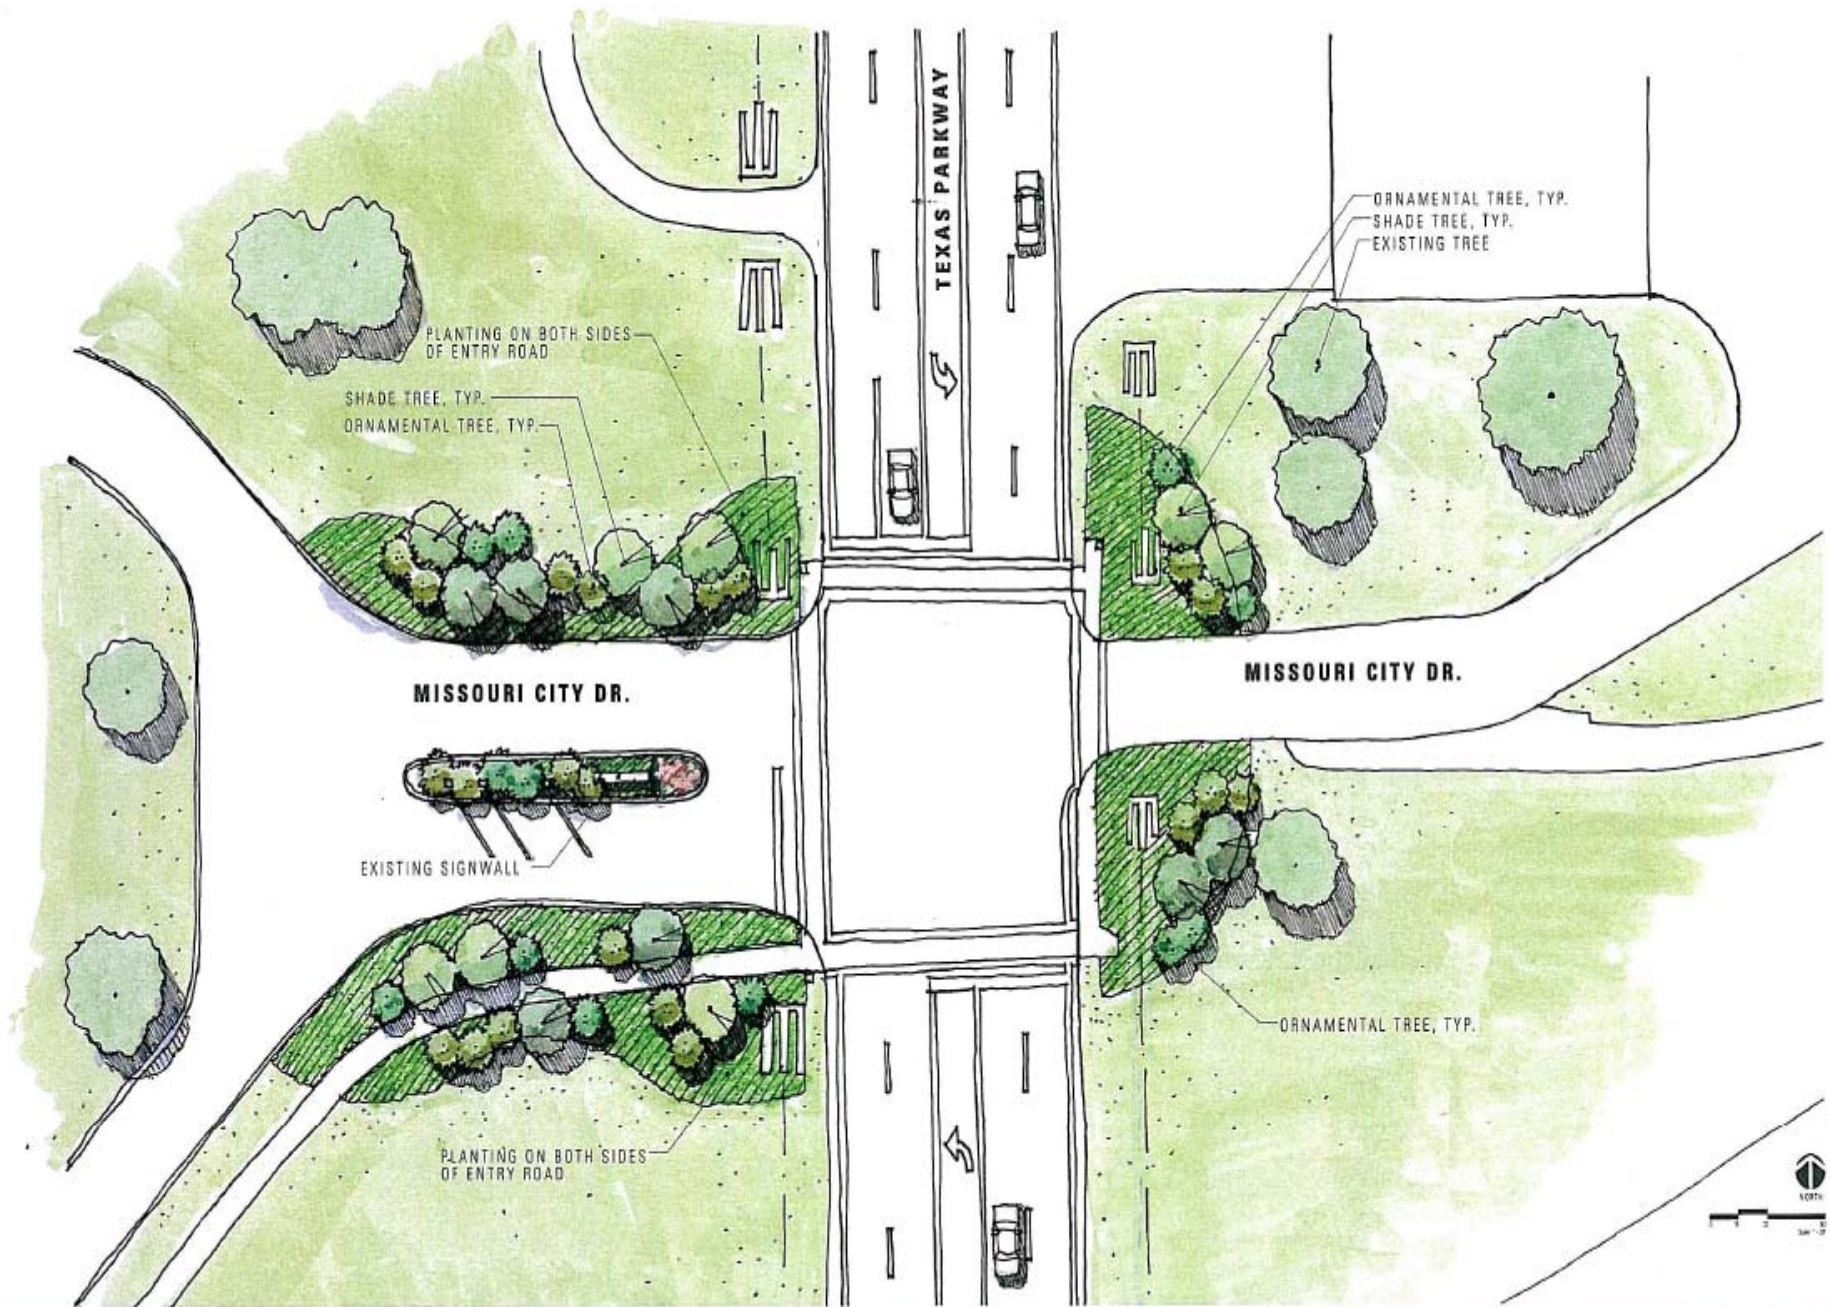 TEXAS PARKWAY
ORNAMENTAL TREE, TYP.
SHADE TREE, TYP.
EXISTING TREE
PLANTING ON BOTH SIDES
OF ENTRY ROAD
SHADE TREE, TYP.
ORNAMENTAL TREE, TYP.
MISSOURI CITY DR.
MISSOURI CITY DR.
EXISTING SIGNWALL
ORNAMENTAL TREE, TYP.
PLANTING ON BOTH SIDES
OF ENTRY ROAD
NORTH